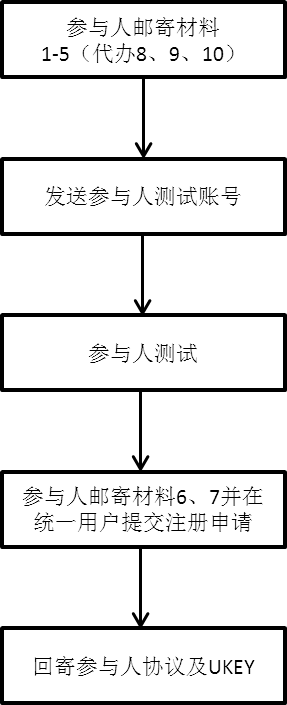 参与人邮寄材料
1-5（代办8、9、10）
发送参与人测试账号
参与人测试
参与人邮寄材料6、7并在
统一用户提交注册申请
回寄参与人协议及UKEY